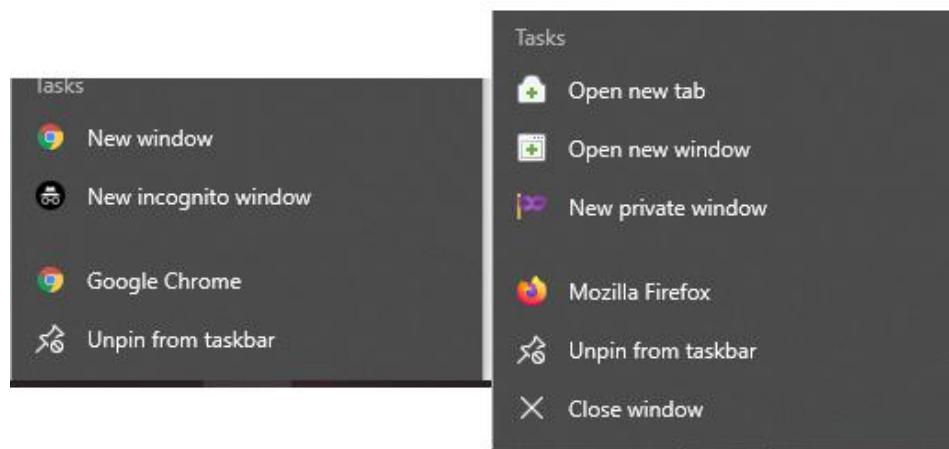 Tasks
New window
New incognito window
Google Chrome
Unpin from taskbar
Tasks
Open new tab
Open new window
New private window
Mozilla Firefox
Unpin from taskbar
Close window